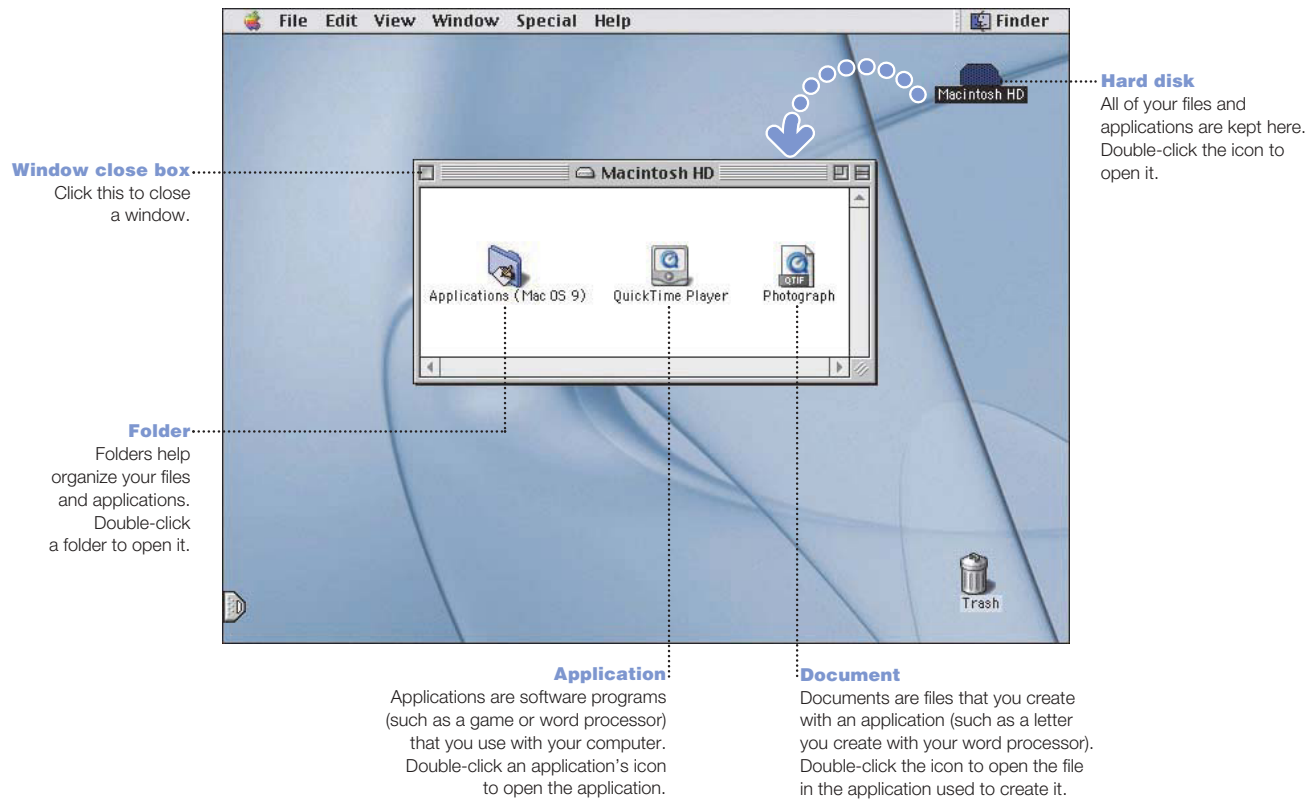 File Edit View Window Special Help
Finder
Macintosh HD
Hard disk
All of your files and
applications are kept here.
Double-click the icon to
open it.
Window close box
Click this to close
a window.
Macintosh HD
Applications (Mac OS 9)
QuickTime Player
QTIF
Photograph
Folder
Folders help
organize your files
and applications.
Double-click
a folder to open it.
Trash
Application
Applications are software programs
(such as a game or word processor)
that you use with your computer.
Double-click an application’s icon
to open the application.
Document
Documents are files that you create
with an application (such as a letter
you create with your word processor).
Double-click the icon to open the file
in the application used to create it.